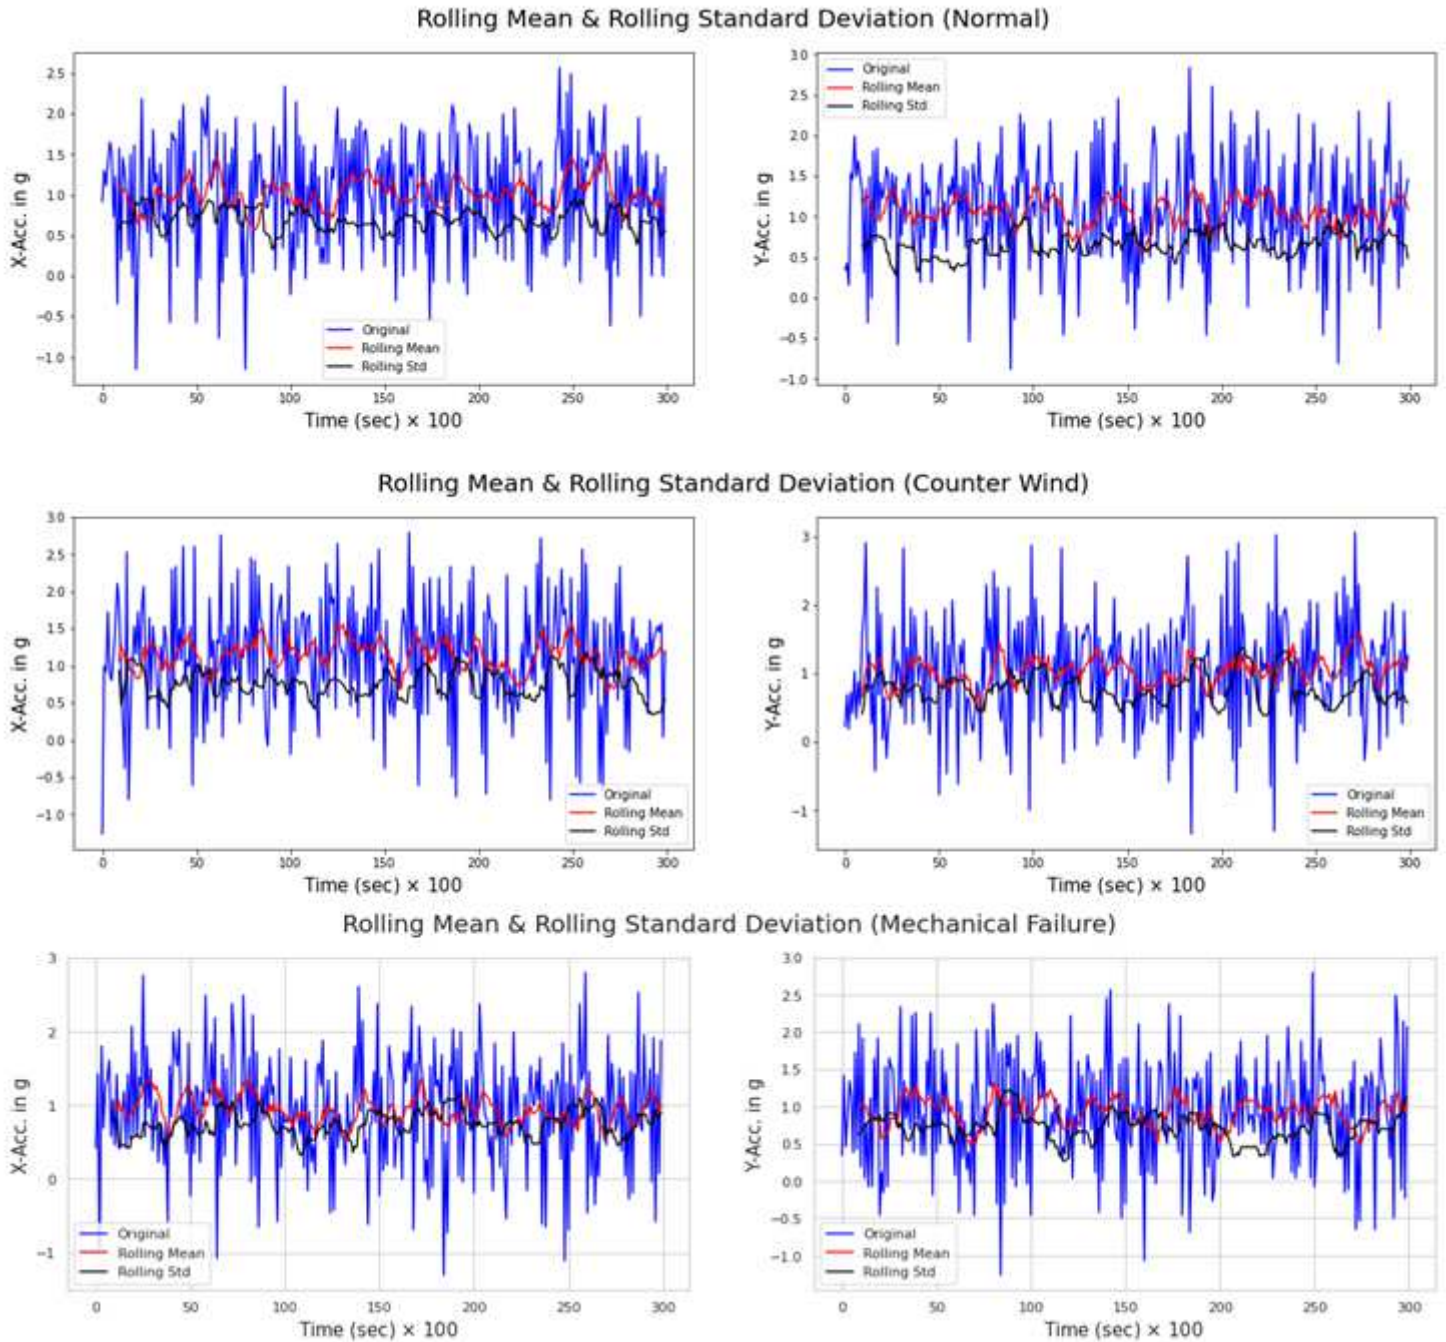 Rolling Mean & Rolling Standard Deviation (Normal)
X-Acc. in g
2.5
2.0
1.5
1.0
0.5
0.0
−0.5
−1.0
Original
Rolling Mean
Rolling Std
0 50 100 150 200 250 300
Time (sec) × 100
Y-Acc. in g
3.0
2.5
2.0
1.5
1.0
0.5
0.0
−0.5
−1.0
Original
Rolling Mean
Rolling Std
0 50 100 150 200 250 300
Time (sec) × 100
Rolling Mean & Rolling Standard Deviation (Counter Wind)
X-Acc. in g
3.0
2.5
2.0
1.5
1.0
0.5
0.0
−0.5
−1.0
Original
Rolling Mean
Rolling Std
0 50 100 150 200 250 300
Time (sec) × 100
Y-Acc. in g
3
2
1
0
−1
Original
Rolling Mean
Rolling Std
0 50 100 150 200 250 300
Time (sec) × 100
Rolling Mean & Rolling Standard Deviation (Mechanical Failure)
X-Acc. in g
3
2
1
0
−1
Original
Rolling Mean
Rolling Std
0 50 100 150 200 250 300
Time (sec) × 100
Y-Acc. in g
3.0
2.5
2.0
1.5
1.0
0.5
0.0
−0.5
−1.0
Original
Rolling Mean
Rolling Std
0 50 100 150 200 250 300
Time (sec) × 100